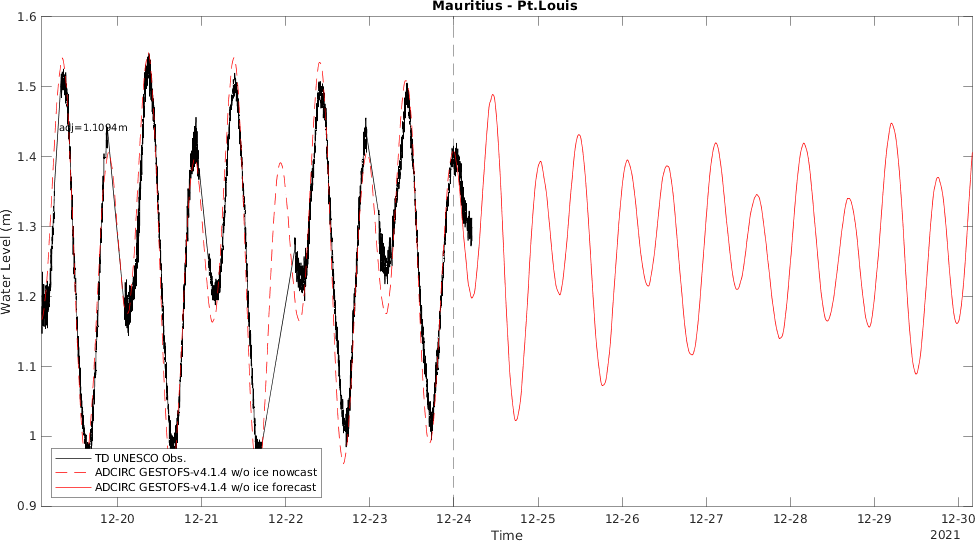 Mauritius - Pt.Louis
1.6
1.5
1.4
1.3
1.2
1.1
1
0.9
Water Level (m)
adj=1.1094m
TD UNESCO Obs.
ADCIRC GESTOFS-v4.1.4 w/o ice nowcast
ADCIRC GESTOFS-v4.1.4 w/o ice forecast
12-20 12-21 12-22 12-23 12-24 12-25 12-26 12-27 12-28 12-29 12-30
Time 2021